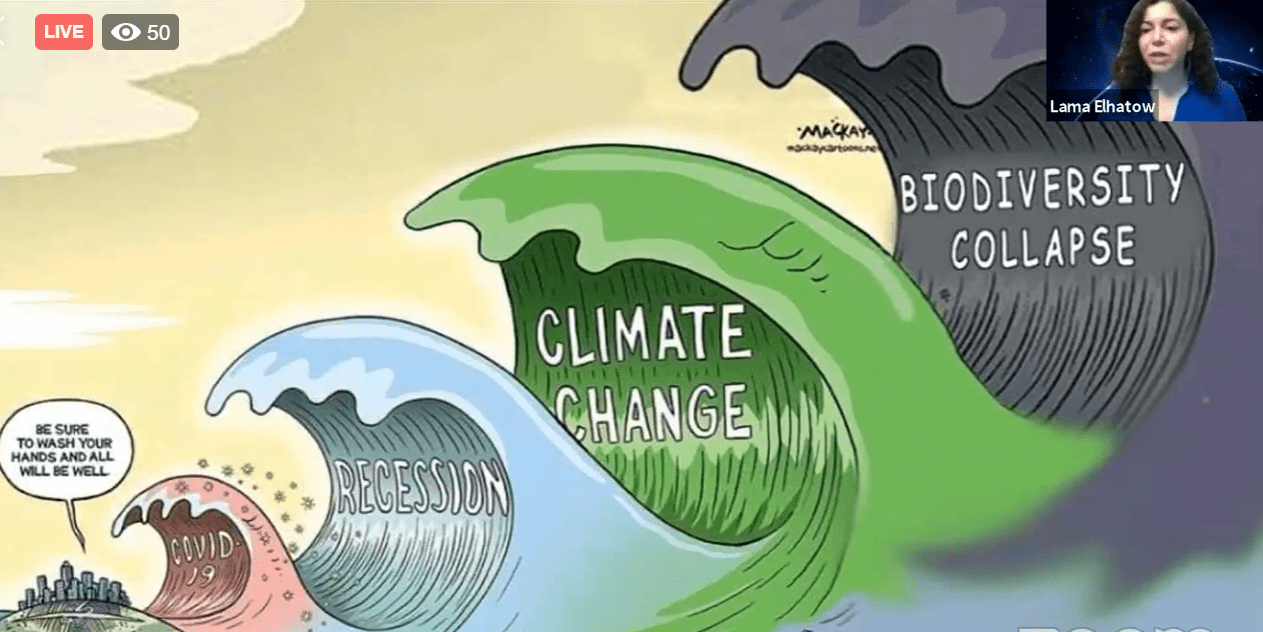 LIVE 50
Lama Elhatow
MACKAY
mackaycartoons.net
BIODIVERSITY
COLLAPSE
CLIMATE
CHANGE
RECESSION
BE SURE
TO WASH YOUR
HANDS AND ALL
WILL BE WELL
COVID-
19
zoom